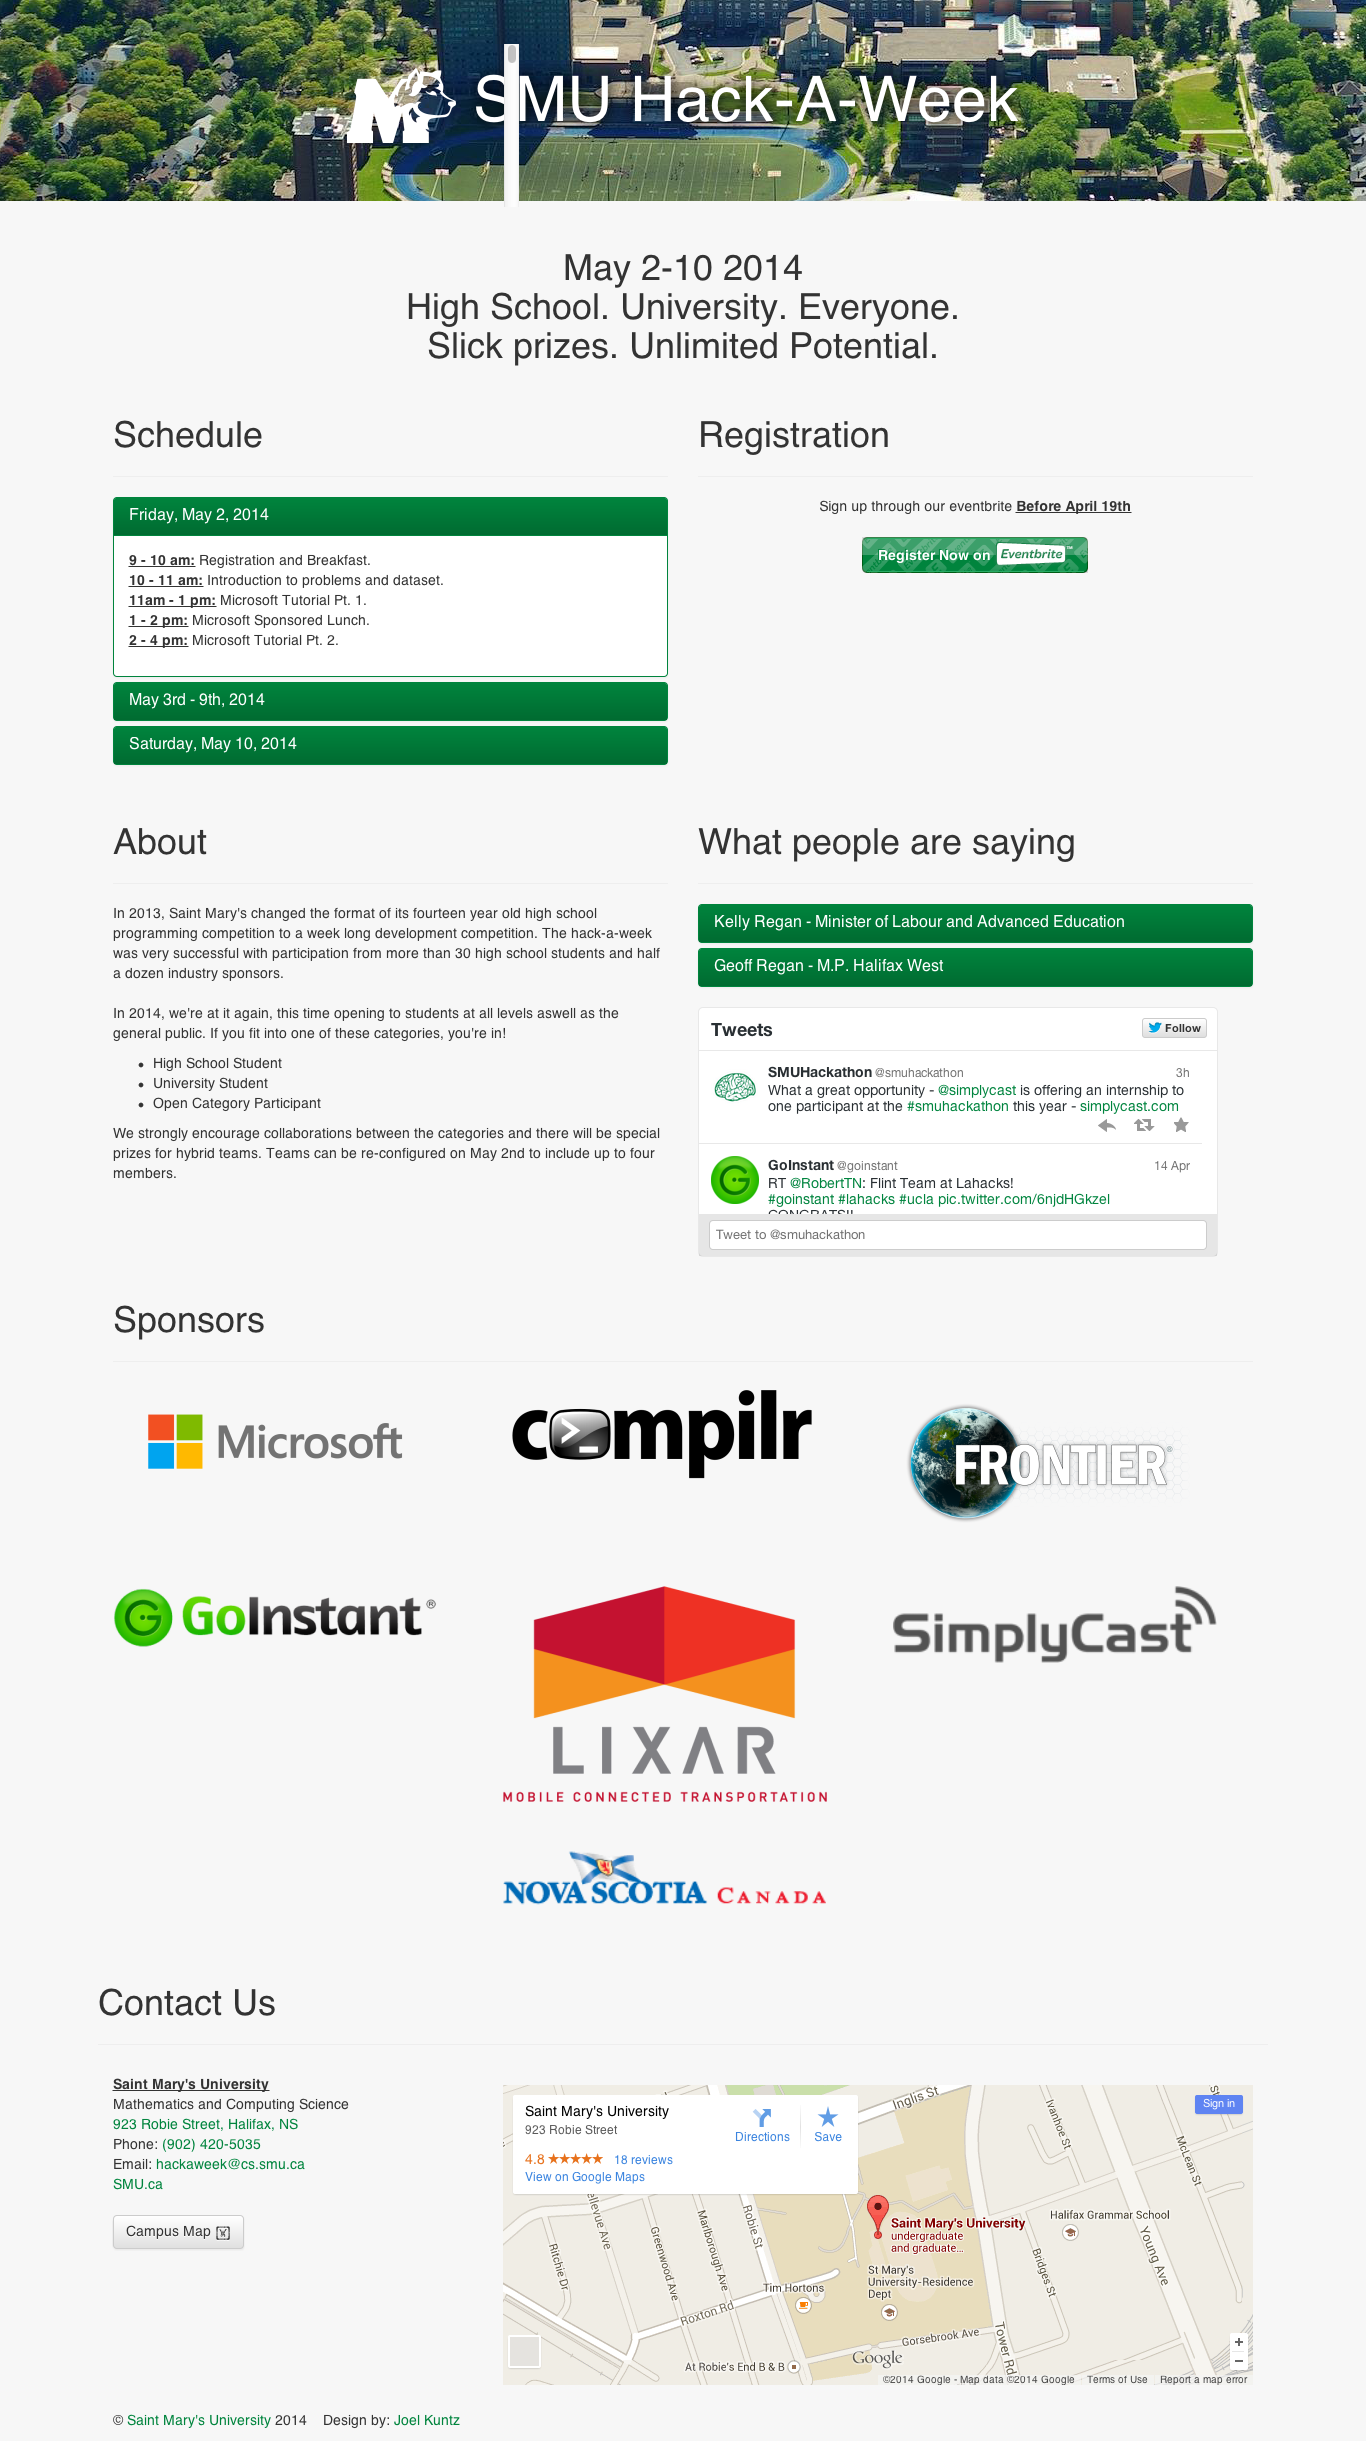 SMU Hack-A-Week
May 2-10 2014
High School. University. Everyone.
Slick prizes. Unlimited Potential.
Schedule
Friday, May 2, 2014
9 - 10 am: Registration and Breakfast.
10 - 11 am: Introduction to problems and dataset.
11am - 1 pm: Microsoft Tutorial Pt. 1.
1 - 2 pm: Microsoft Sponsored Lunch.
2 - 4 pm: Microsoft Tutorial Pt. 2.
May 3rd - 9th, 2014
Saturday, May 10, 2014
Registration
Sign up through our eventbrite Before April 19th
Register Now on Eventbrite™
About
In 2013, Saint Mary's changed the format of its fourteen year old high school
programming competition to a week long development competition. The hack-a-week
was very successful with participation from more than 30 high school students and half
a dozen industry sponsors.
In 2014, we're at it again, this time opening to students at all levels aswell as the
general public. If you fit into one of these categories, you're in!
• High School Student
• University Student
• Open Category Participant
We strongly encourage collaborations between the categories and there will be special
prizes for hybrid teams. Teams can be re-configured on May 2nd to include up to four
members.
What people are saying
Kelly Regan - Minister of Labour and Advanced Education
Geoff Regan - M.P. Halifax West
Tweets
Follow
SMUHackathon @smuhackathon 3h
What a great opportunity - @simplycast is offering an internship to
one participant at the #smuhackathon this year - simplycast.com
GoInstant @goinstant 14 Apr
RT @RobertTN: Flint Team at Lahacks!
#goinstant #lahacks #ucla pic.twitter.com/6njdHGkzel
CONGRATS!!
Tweet to @smuhackathon
Sponsors
Microsoft
compilr
FRONTIER®
GoInstant®
LIXAR
MOBILE CONNECTED TRANSPORTATION
SimplyCast
NOVA SCOTIA CANADA
Contact Us
Saint Mary's University
Mathematics and Computing Science
923 Robie Street, Halifax, NS
Phone: (902) 420-5035
Email: hackaweek@cs.smu.ca
SMU.ca
Campus Map
Saint Mary's University
923 Robie Street
4.8 ★★★★★ 18 reviews
View on Google Maps
Directions
Save
Sign in
Inglis St
St
Ivanhoe St
McLean St
Halifax Grammar School
Saint Mary's University
undergraduate
and graduate...
St Mary's
University-Residence
Dept
Tim Hortons
Robie St
Marlborough Ave
Greenwood Ave
ellevue Ave
Ritchie Dr
Roxton Rd
Young Ave
Bridges St
Tower Rd
Gorsebrook Ave
At Robie's End B & B
Google
+
−
©2014 Google - Map data ©2014 Google
Terms of Use
Report a map error
© Saint Mary's University 2014 Design by: Joel Kuntz